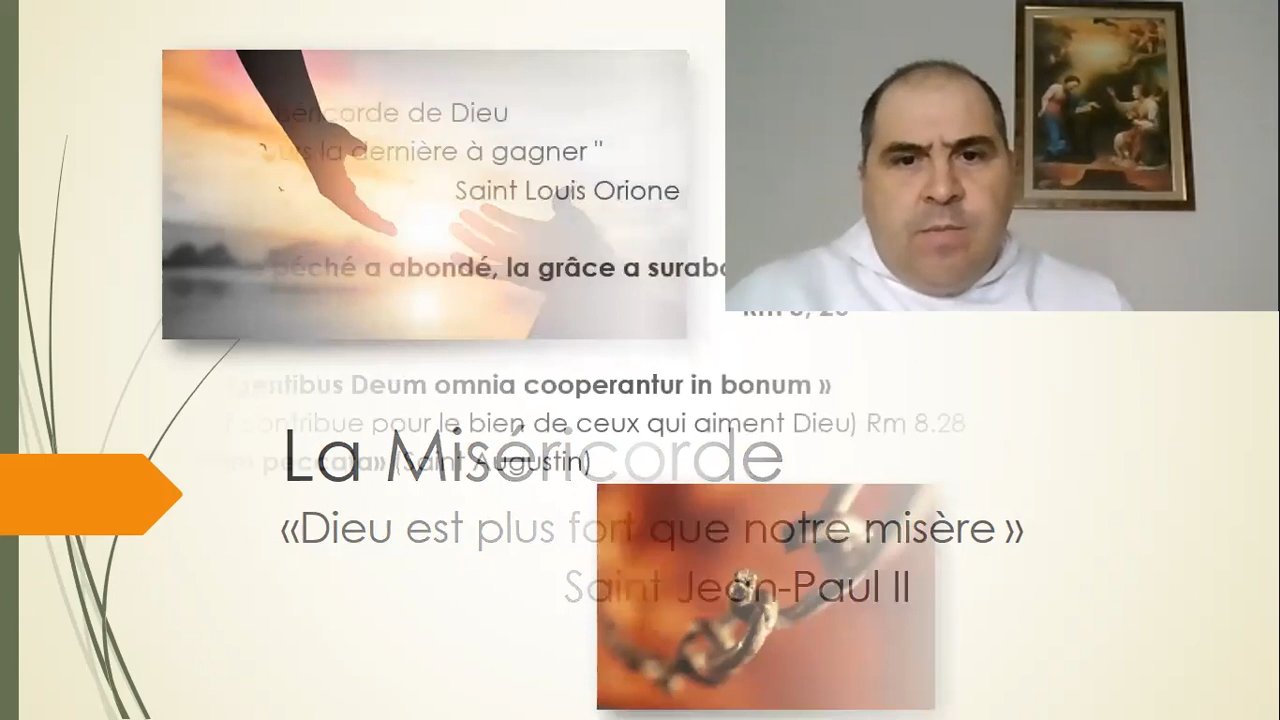 de Dieu
la dernière à gagner "
Saint Louis Orione
péché a abondé, la grâce a
Deum omnia cooperantur in bonum »
contribue pour le bien de ceux qui aiment Dieu) Rm 8.28
peccata» (Saint Augustin)
La Miséricorde
«Dieu est plus fort que notre misère »
Saint Jean-Paul II